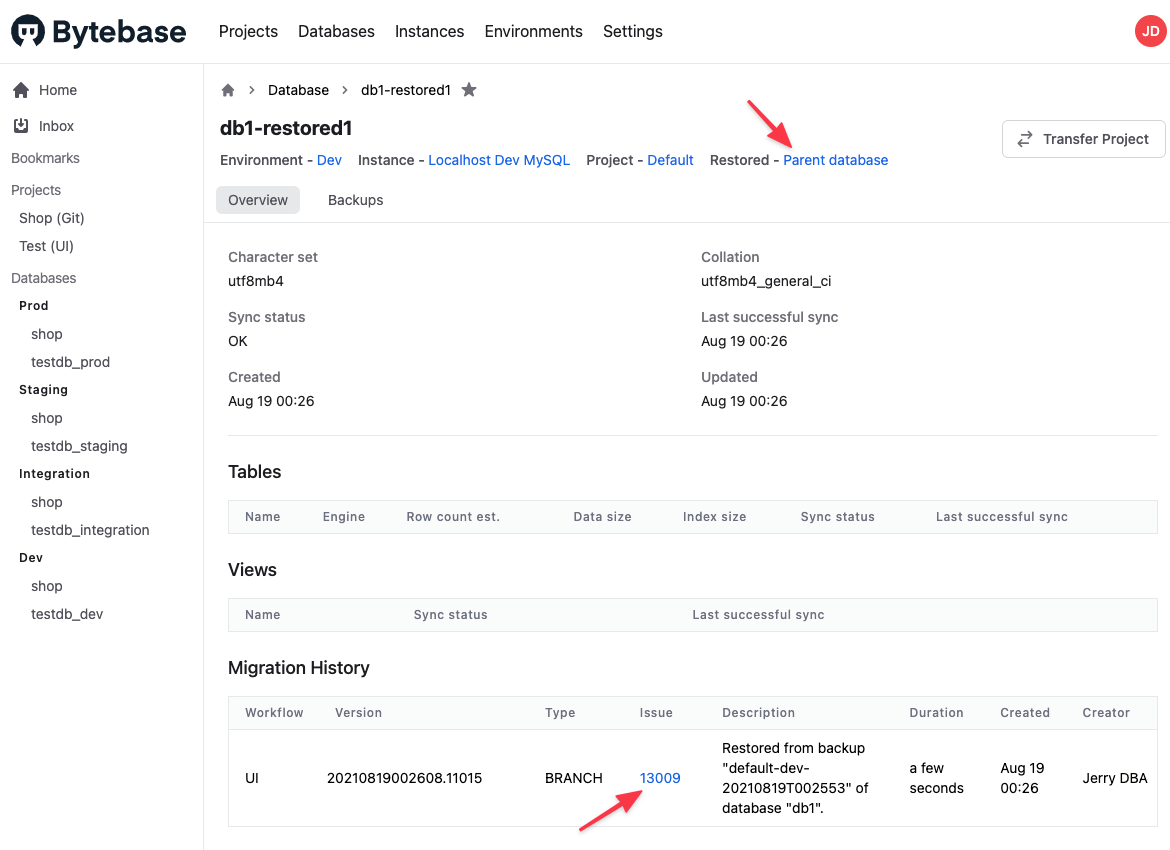 Bytebase
Projects Databases Instances Environments Settings
JD
Home
Inbox
Bookmarks
Projects
Shop (Git)
Test (UI)
Databases
Prod
shop
testdb_prod
Staging
shop
testdb_staging
Integration
shop
testdb_integration
Dev
shop
testdb_dev
Database db1-restored1
db1-restored1
Environment - Dev Instance - Localhost Dev MySQL Project - Default Restored - Parent database
Transfer Project
Overview Backups
Character set
utf8mb4
Collation
utf8mb4_general_ci
Sync status
OK
Last successful sync
Aug 19 00:26
Created
Aug 19 00:26
Updated
Aug 19 00:26
Tables
Name Engine Row count est. Data size Index size Sync status Last successful sync
Views
Name Sync status Last successful sync
Migration History
Workflow Version Type Issue Description Duration Created Creator
UI
20210819002608.11015
BRANCH
13009
Restored from backup
"default-dev-
20210819T002553" of
database "db1".
a few
seconds
Aug 19
00:26
Jerry DBA